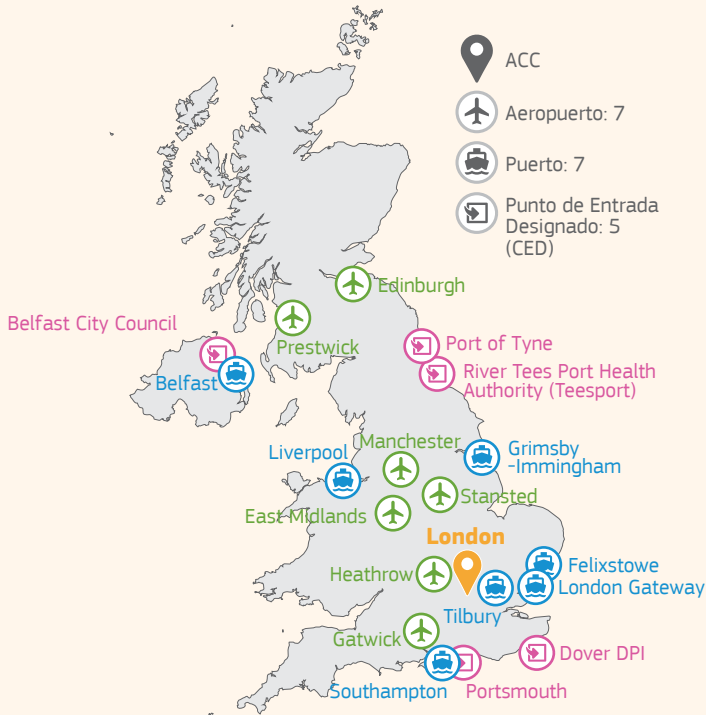 ACC
Aeropuerto: 7
Puerto: 7
Punto de Entrada
Designado: 5
(CED)
Edinburgh
Prestwick
Belfast City Council
Belfast
Port of Tyne
River Tees Port Health
Authority (Teesport)
Manchester
Liverpool
Grimsby
-Immingham
Stansted
East Midlands
London
Heathrow
Felixstowe
London Gateway
Tilbury
Gatwick
Dover DPI
Southampton
Portsmouth